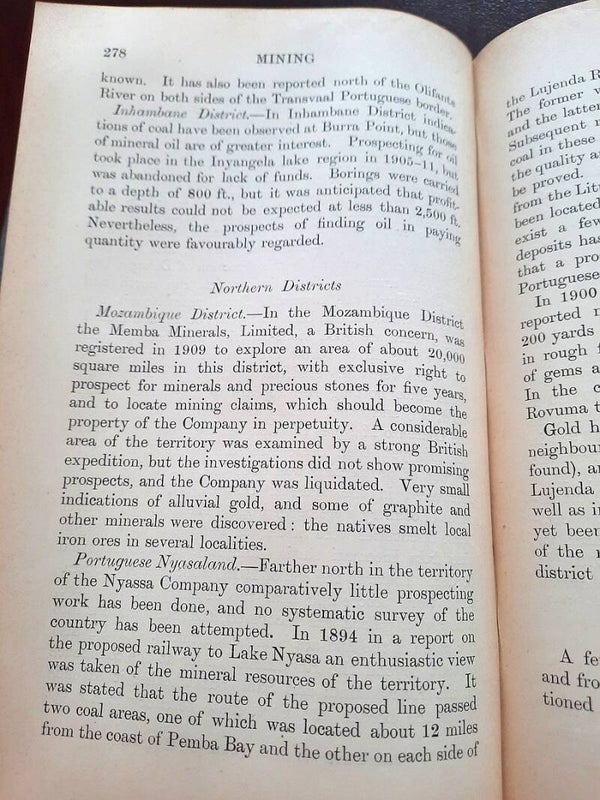 278
MINING
known. It has also been reported north of the Olifants
River on both sides of the Transvaal Portuguese border.
Inhambane District.—In Inhambane District indica-
tions of coal have been observed at Burra Point, but those
of mineral oil are of greater interest. Prospecting for oil
took place in the Inyangela lake region in 1905–11, but
was abandoned for lack of funds. Borings were carried
to a depth of 800 ft., but it was anticipated that profit-
able results could not be expected at less than 2,500 ft.
Nevertheless, the prospects of finding oil in paying
quantity were favourably regarded.
Northern Districts
Mozambique District.—In the Mozambique District
the Memba Minerals, Limited, a British concern, was
registered in 1909 to explore an area of about 20,000
square miles in this district, with exclusive right to
prospect for minerals and precious stones for five years,
and to locate mining claims, which should become the
property of the Company in perpetuity. A considerable
area of the territory was examined by a strong British
expedition, but the investigations did not show promising
prospects, and the Company was liquidated. Very small
indications of alluvial gold, and some of graphite and
other minerals were discovered: the natives smelt local
iron ores in several localities.
Portuguese Nyasaland.—Farther north in the territory
of the Nyassa Company comparatively little prospecting
work has been done, and no systematic survey of the
country has been attempted. In 1894 in a report on
the proposed railway to Lake Nyasa an enthusiastic view
was taken of the mineral resources of the territory. It
was stated that the route of the proposed line passed
two coal areas, one of which was located about 12 miles
from the coast of Pemba Bay and the other on each side of
the Lujenda R
The former v
and the latter
Subsequent
coal in these
the quality a
be proved.
from the Lit
been located
exist a few
deposits has
that a pro
Portuguese
In 1900
reported
200 yards
in rough f
of gems a
In the c
Rovuma t
Gold h
neighbour
found), a
Lujenda
well as i
yet been
of the
district
A fe
and fro
tioned